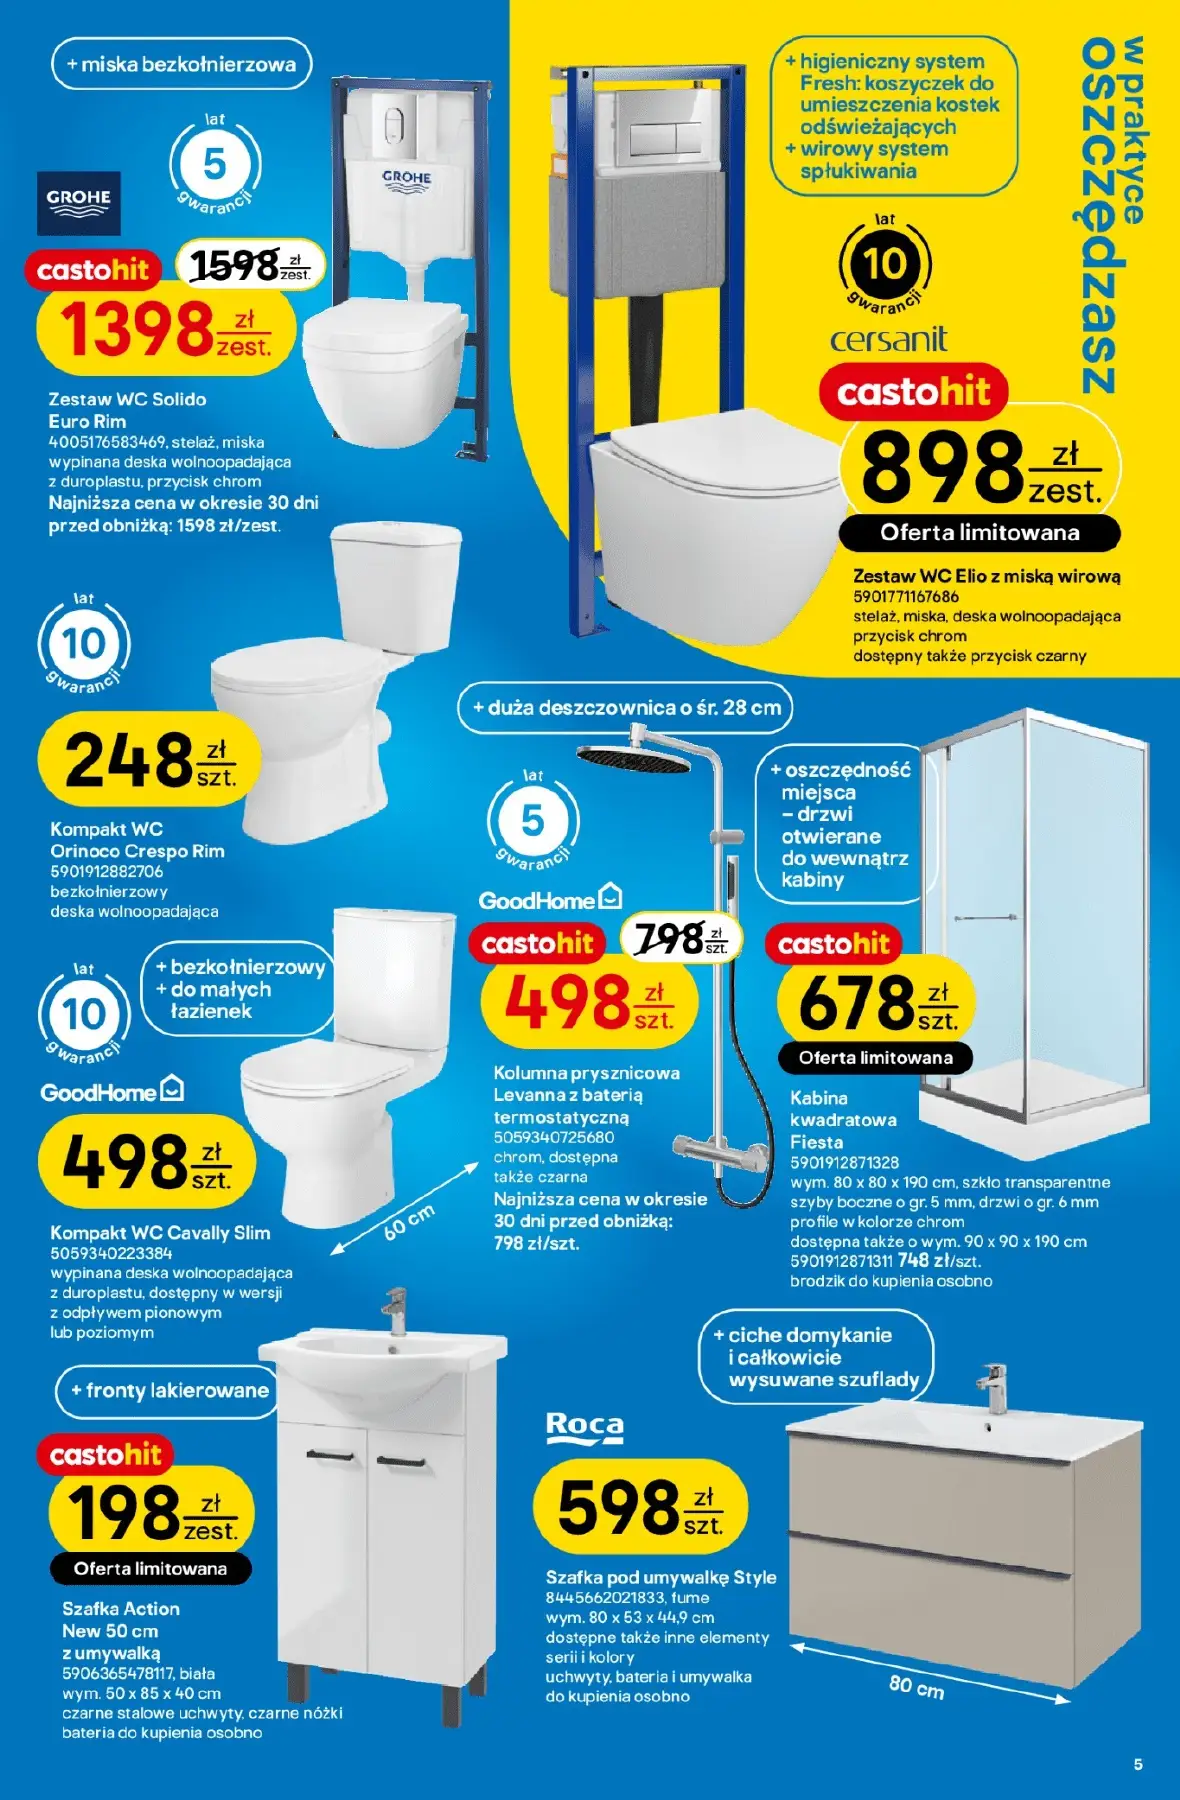 w praktyce
oszczędzasz
+ miska bezkołnierzowa
lat
5
gwarancji
GROHE
GROHE
castohit
1598 zł
zest.
1398 zł
zest.
Zestaw WC Solido
Euro Rim
4005176583469, stelaż, miska
wypinana deska wolnoopadająca
z duroplastu, przycisk chrom
Najniższa cena w okresie 30 dni
przed obniżką: 1598 zł/zest.
+ higieniczny system
Fresh: koszyczek do
umieszczenia kostek
odświeżających
+ wirowy system
spłukiwania
lat
10
gwarancji
cersanit
castohit
898 zł
zest.
Oferta limitowana
Zestaw WC Elio z miską wirową
5901771167686
stelaż, miska, deska wolnoopadająca
przycisk chrom
dostępny także przycisk czarny
lat
10
gwarancji
248 zł
szt.
Kompakt WC
Orinoco Crespo Rim
5901912882706
bezkołnierzowy
deska wolnoopadająca
lat
10
gwarancji
+ bezkołnierzowy
+ do małych
łazienek
GoodHome
498 zł
szt.
60 cm
Kompakt WC Cavally Slim
5059340223384
wypinana deska wolnoopadająca
z duroplastu, dostępny w wersji
z odpływem pionowym
lub poziomym
+ duża deszczownica o śr. 28 cm
lat
5
gwarancji
GoodHome
castohit
798 zł
szt.
498 zł
szt.
Kolumna prysznicowa
Levanna z baterią
termostatyczną
5059340725680
chrom, dostępna
także czarna
Najniższa cena w okresie
30 dni przed obniżką:
798 zł/szt.
+ oszczędność
miejsca
– drzwi
otwierane
do wewnątrz
kabiny
castohit
678 zł
szt.
Oferta limitowana
Kabina
kwadratowa
Fiesta
5901912871328
wym. 80 x 80 x 190 cm, szkło transparentne
szyby boczne o gr. 5 mm, drzwi o gr. 6 mm
profile w kolorze chrom
dostępna także o wym. 90 x 90 x 190 cm
5901912871311 748 zł/szt.
brodzik do kupienia osobno
+ fronty lakierowane
castohit
198 zł
zest.
Oferta limitowana
Szafka Action
New 50 cm
z umywalką
5906365478117, biała
wym. 50 x 85 x 40 cm
czarne stalowe uchwyty, czarne nóżki
bateria do kupienia osobno
+ ciche domykanie
i całkowicie
wysuwane szuflady
Roca
598 zł
szt.
Szafka pod umywalkę Style
8445662021833, fume
wym. 80 x 53 x 44,9 cm
dostępne także inne elementy
serii i kolory
uchwyty, bateria i umywalka
do kupienia osobno
80 cm
5